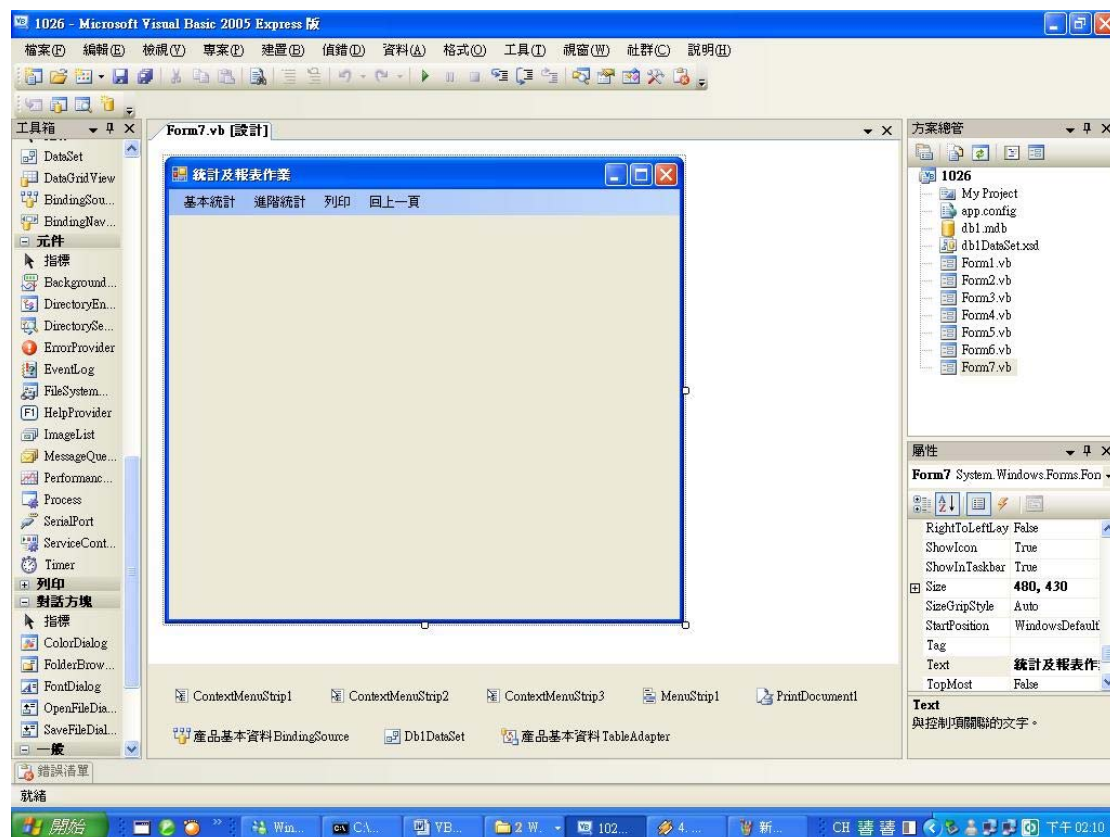 1026 - Microsoft Visual Basic 2005 Express 版
檔案(F) 編輯(E) 檢視(V) 專案(P) 建置(B) 偵錯(D) 資料(A) 格式(O) 工具(T) 視窗(W) 社群(C) 說明(H)
工具箱
DataSet
DataGridView
BindingSou...
BindingNav...
元件
指標
Background...
DirectoryEn...
DirectorySe...
ErrorProvider
EventLog
FileSystem...
HelpProvider
ImageList
MessageQue...
Performanc...
Process
SerialPort
ServiceCont...
Timer
列印
對話方塊
指標
ColorDialog
FolderBrow...
FontDialog
OpenFileDia...
SaveFileDial...
一般
Form7.vb [設計]
統計及報表作業
基本統計 進階統計 列印 回上一頁
ContextMenuStrip1 ContextMenuStrip2 ContextMenuStrip3 MenuStrip1 PrintDocument1
產品基本資料BindingSource Db1DataSet 產品基本資料TableAdapter
方案總管
1026
My Project
app.config
db1.mdb
db1DataSet.xsd
Form1.vb
Form2.vb
Form3.vb
Form4.vb
Form5.vb
Form6.vb
Form7.vb
屬性
Form7 System.Windows.Forms.Fon
RightToLeftLay False
ShowIcon True
ShowInTaskbar True
Size 480, 430
SizeGripStyle Auto
StartPosition WindowsDefault
Tag
Text 統計及報表作
TopMost False
Text
與控制項關聯的文字。
錯誤清單
就緒
開始 Win... C:\... VB... 2 W. 102... 4. ... 新... CH 下午 02:10